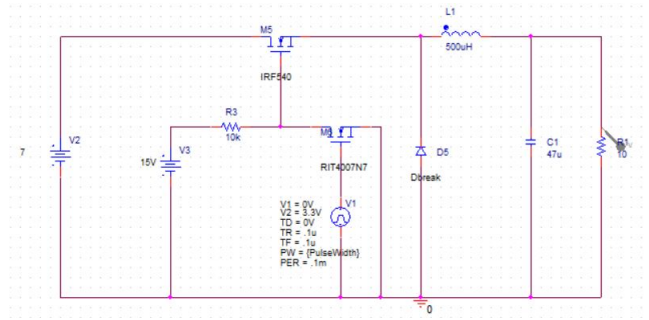 M5
L1
500uH
IRF540
R3
10k
V2
7
V3
15V
RIT4007N7
D5
Dbreak
C1
47u
R1
10
V1
V1 = 0V
V2 = 3.3V
TD = 0V
TR = .1u
TF = .1u
PW = {PulseWidth}
PER = .1m
0